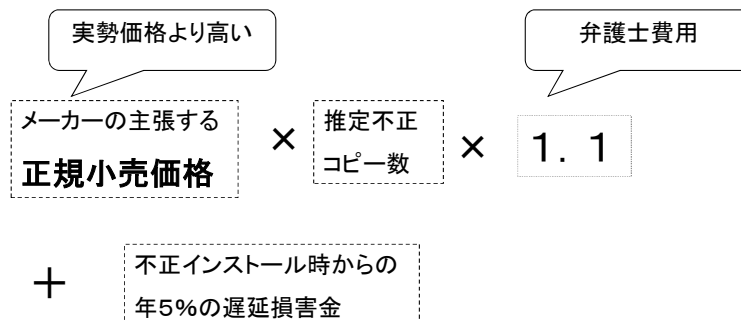 実勢価格より高い
弁護士費用
メーカーの主張する
正規小売価格
×
推定不正
コピー数
×
1．1
＋
不正インストール時からの
年5%の遅延損害金